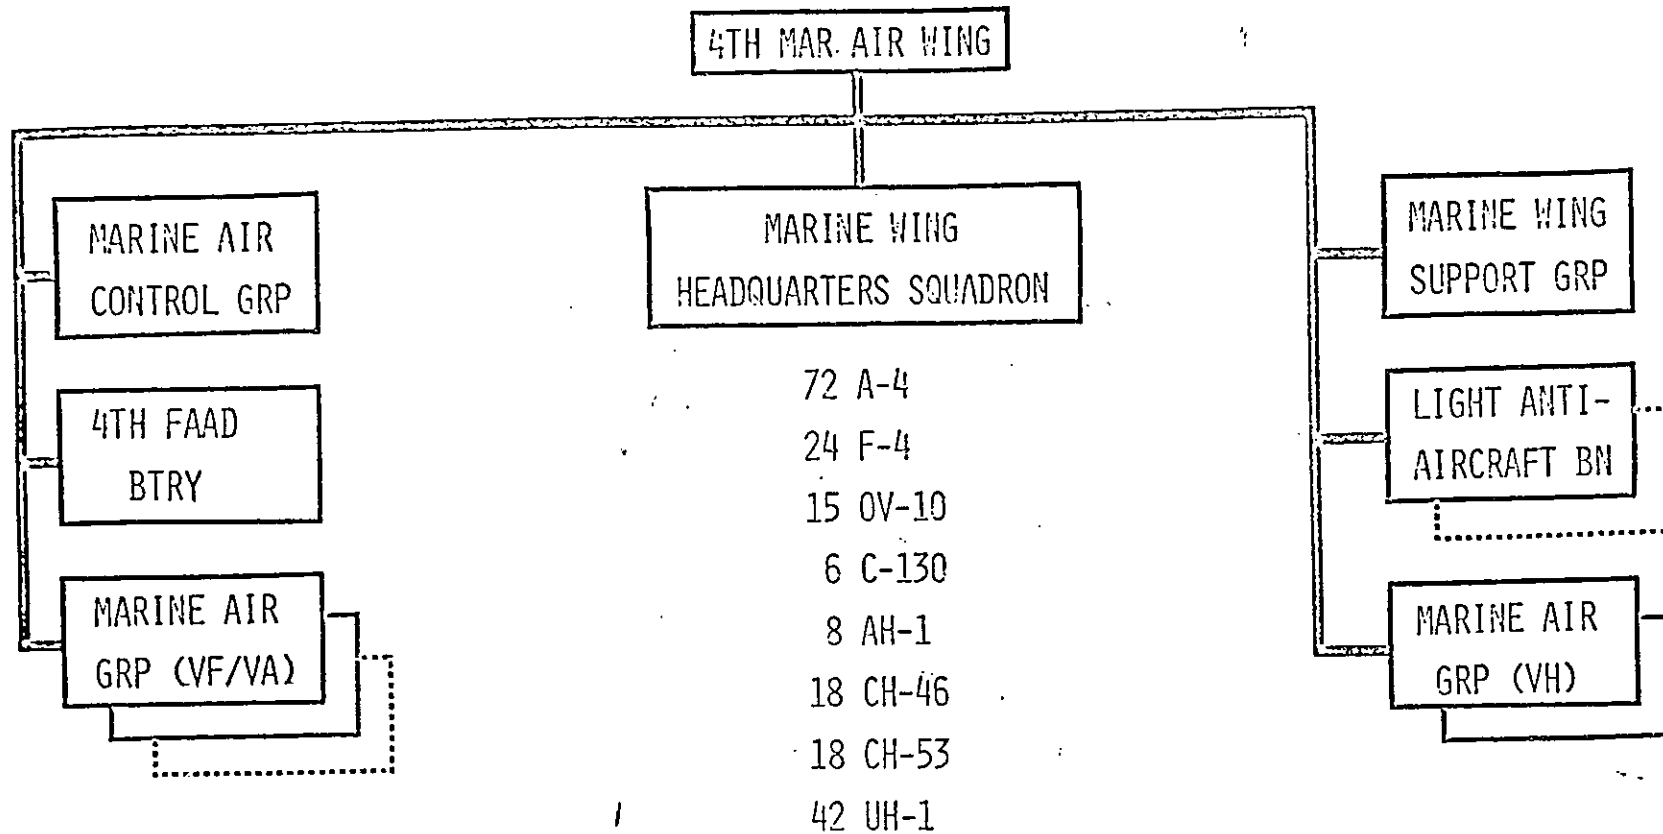 4TH MAR. AIR WING
MARINE AIR
CONTROL GRP
4TH FAAD
BTRY
MARINE AIR
GRP (VF/VA)
MARINE WING
HEADQUARTERS SQUADRON
72 A-4
24 F-4
15 OV-10
6 C-130
8 AH-1
18 CH-46
18 CH-53
42 UH-1
MARINE WING
SUPPORT GRP
LIGHT ANTI-
AIRCRAFT BN
MARINE AIR
GRP (VH)